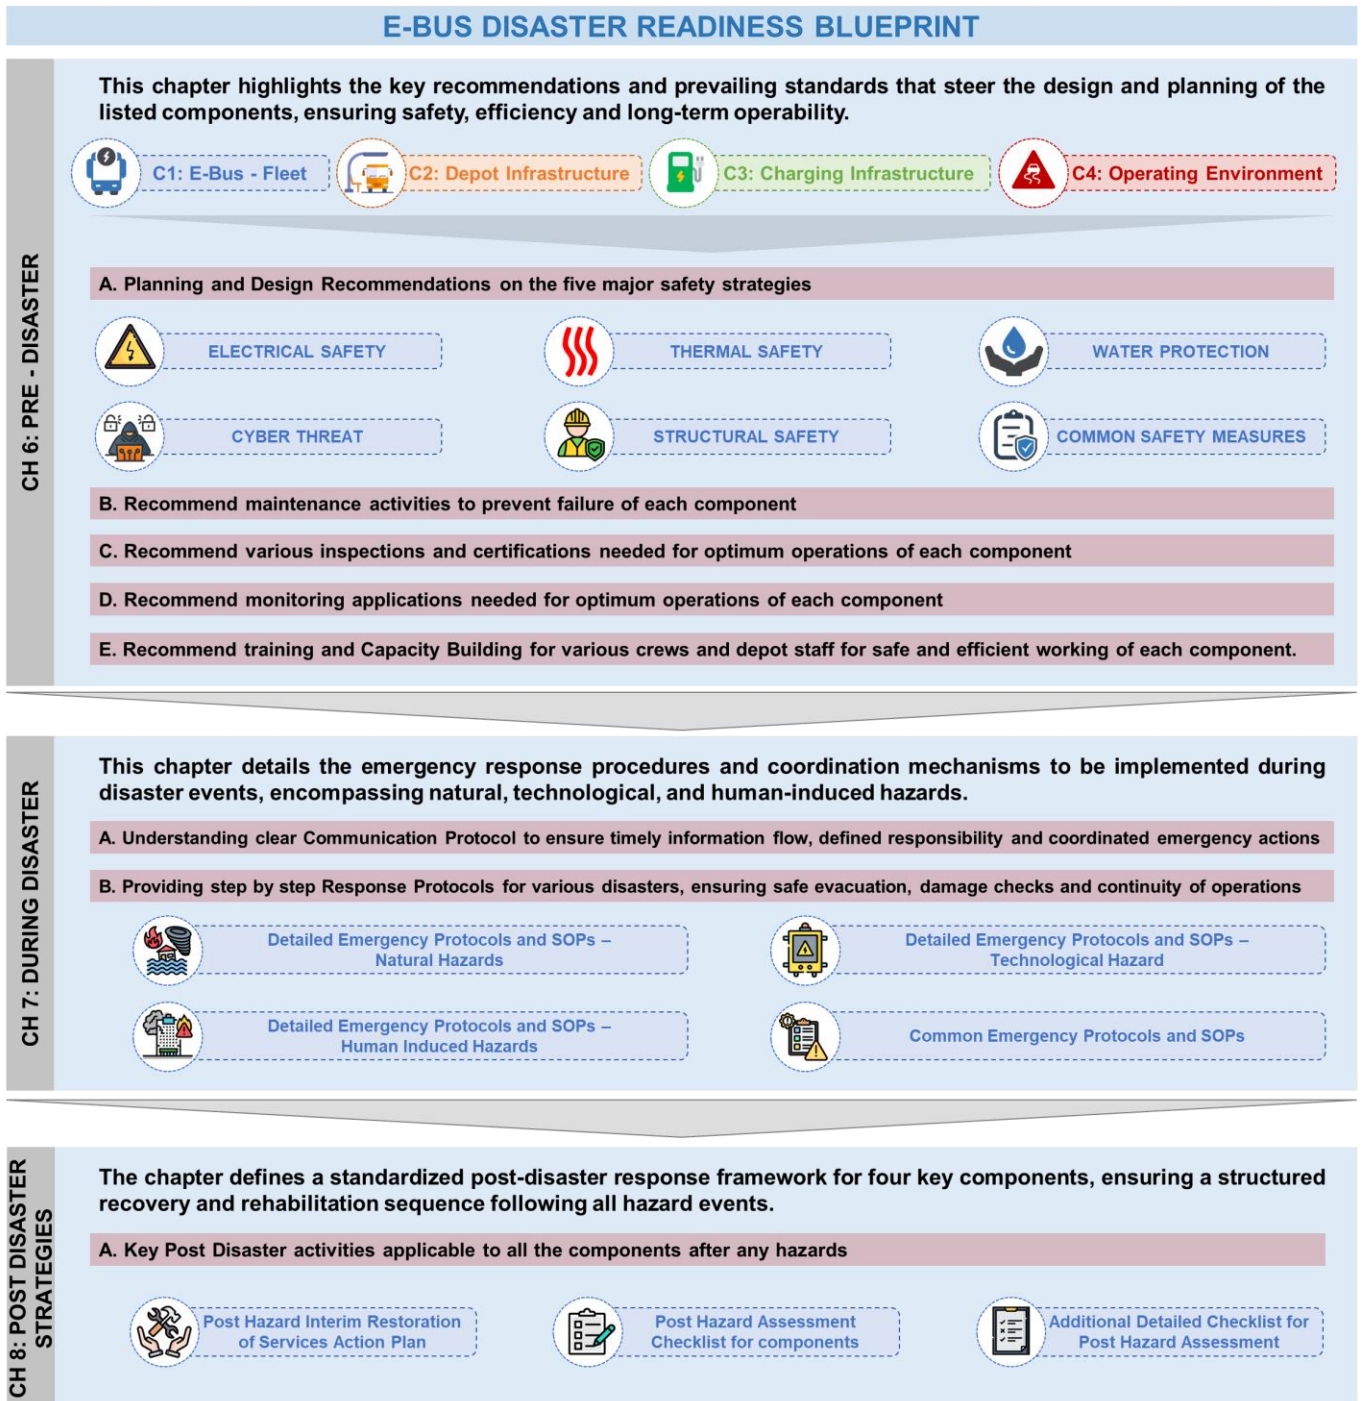 E-BUS DISASTER READINESS BLUEPRINT
CH 6: PRE - DISASTER
This chapter highlights the key recommendations and prevailing standards that steer the design and planning of the
listed components, ensuring safety, efficiency and long-term operability.
C1: E-Bus - Fleet
C2: Depot Infrastructure
C3: Charging Infrastructure
C4: Operating Environment
A. Planning and Design Recommendations on the five major safety strategies
ELECTRICAL SAFETY
THERMAL SAFETY
WATER PROTECTION
CYBER THREAT
STRUCTURAL SAFETY
COMMON SAFETY MEASURES
B. Recommend maintenance activities to prevent failure of each component
C. Recommend various inspections and certifications needed for optimum operations of each component
D. Recommend monitoring applications needed for optimum operations of each component
E. Recommend training and Capacity Building for various crews and depot staff for safe and efficient working of each component.
CH 7: DURING DISASTER
This chapter details the emergency response procedures and coordination mechanisms to be implemented during
disaster events, encompassing natural, technological, and human-induced hazards.
A. Understanding clear Communication Protocol to ensure timely information flow, defined responsibility and coordinated emergency actions
B. Providing step by step Response Protocols for various disasters, ensuring safe evacuation, damage checks and continuity of operations
Detailed Emergency Protocols and SOPs –
Natural Hazards
Detailed Emergency Protocols and SOPs –
Technological Hazard
Detailed Emergency Protocols and SOPs –
Human Induced Hazards
Common Emergency Protocols and SOPs
CH 8: POST DISASTER
STRATEGIES
The chapter defines a standardized post-disaster response framework for four key components, ensuring a structured
recovery and rehabilitation sequence following all hazard events.
A. Key Post Disaster activities applicable to all the components after any hazards
Post Hazard Interim Restoration
of Services Action Plan
Post Hazard Assessment
Checklist for components
Additional Detailed Checklist for
Post Hazard Assessment